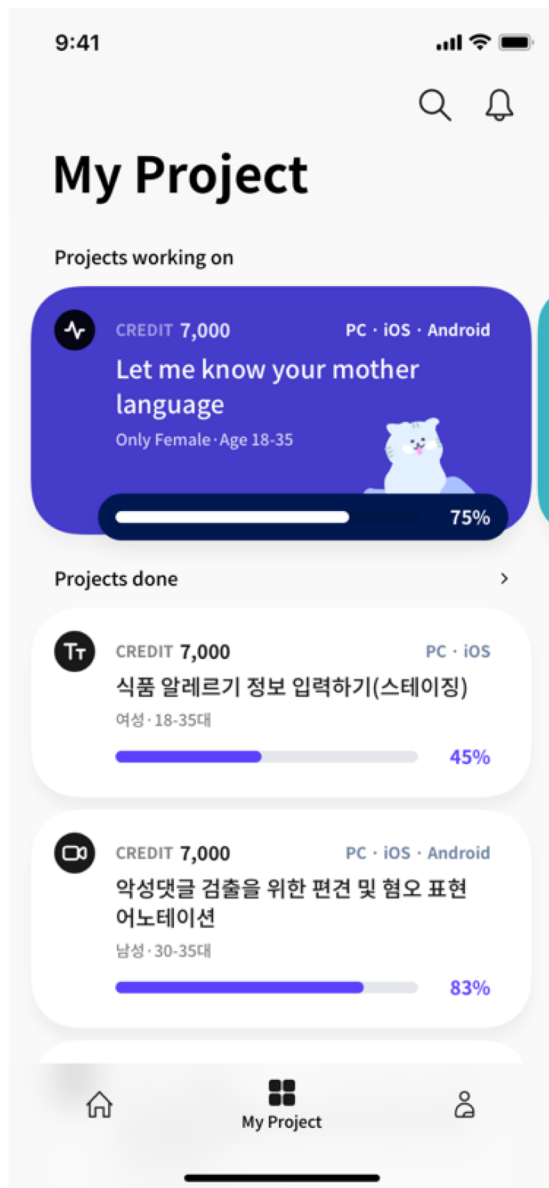 9:41
My Project
Projects working on
CREDIT 7,000 PC · iOS · Android
Let me know your mother
language
Only Female·Age 18-35
75%
Projects done
Tт CREDIT 7,000 PC · iOS
식품 알레르기 정보 입력하기(스테이징)
여성·18-35대
45%
CREDIT 7,000 PC · iOS · Android
악성댓글 검출을 위한 편견 및 혐오 표현
어노테이션
남성·30-35대
83%
My Project